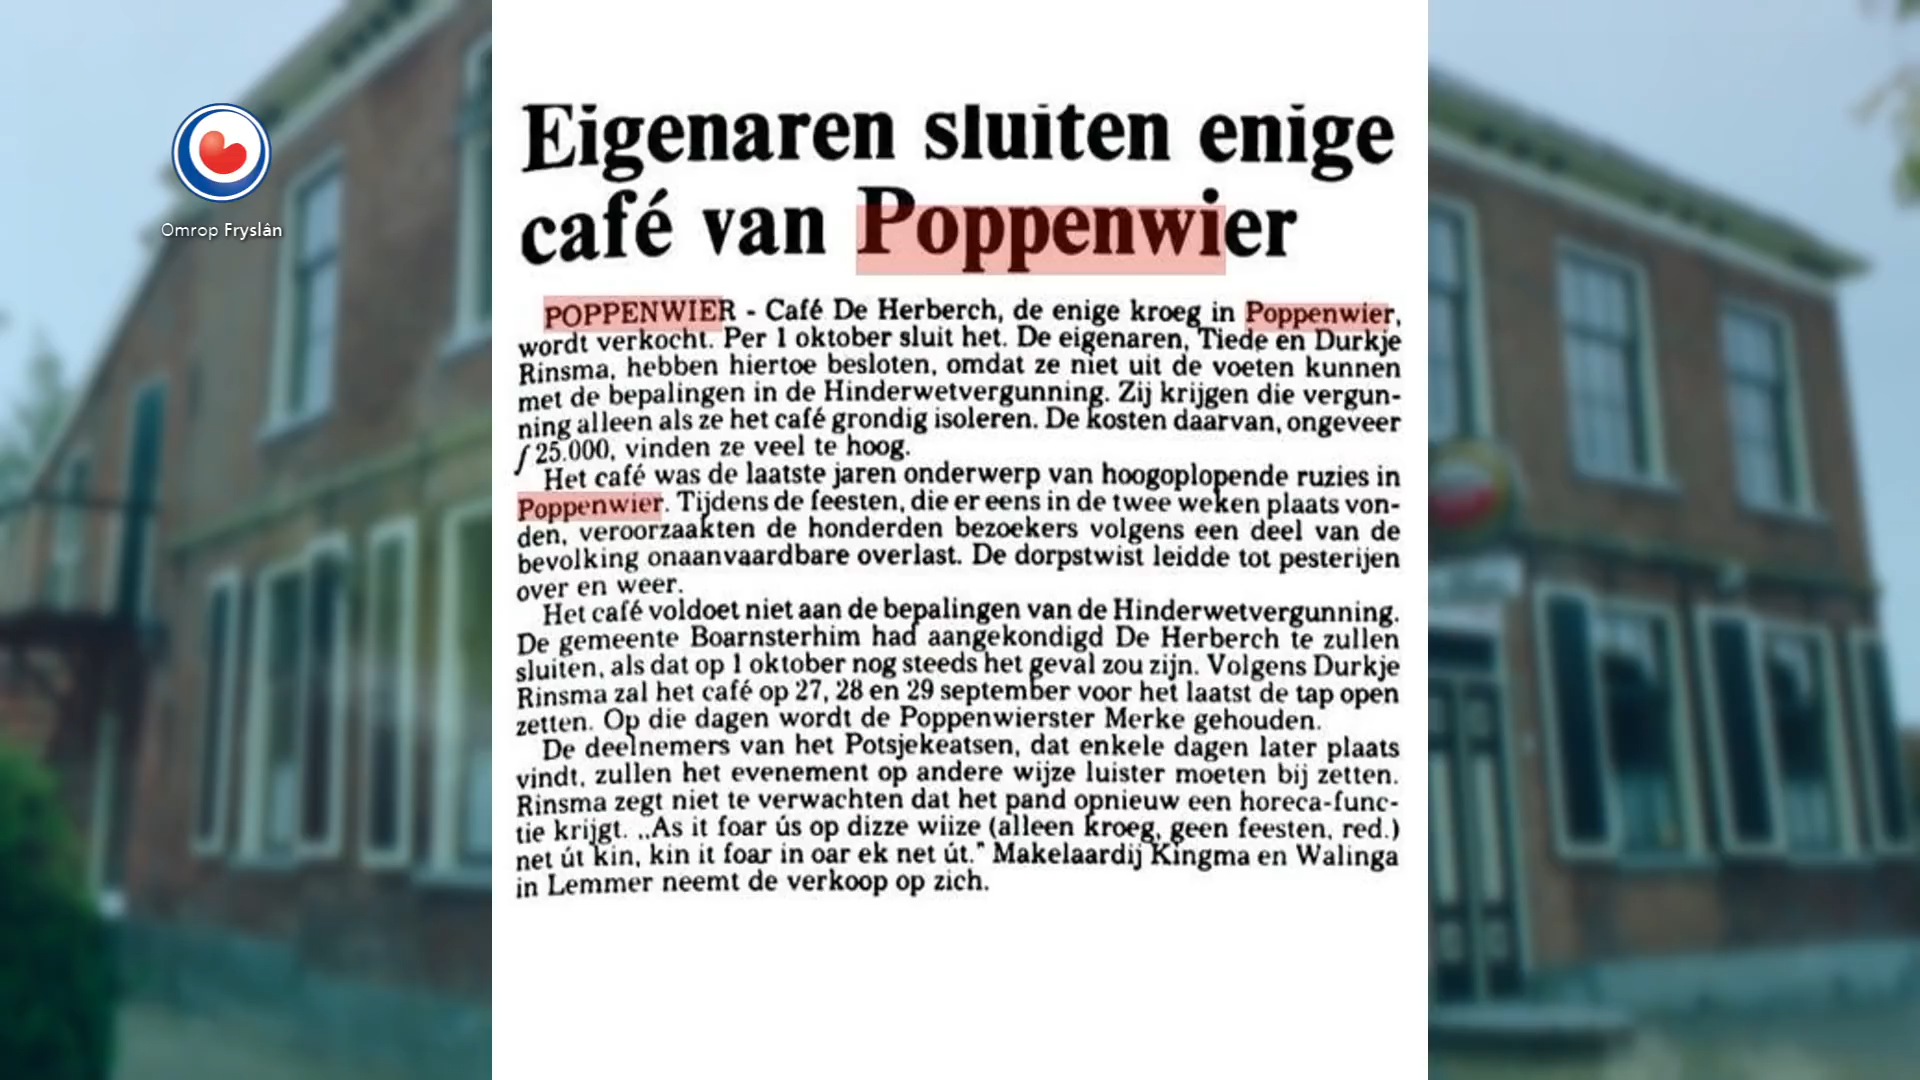 Omrop Fryslân
Eigenaren sluiten enige
café van Poppenwier
POPPENWIER - Café De Herberch, de enige kroeg in Poppenwier,
wordt verkocht. Per 1 oktober sluit het. De eigenaren, Tiede en Durkje
Rinsma, hebben hiertoe besloten, omdat ze niet uit de voeten kunnen
met de bepalingen in de Hinderwetvergunning. Zij krijgen die vergun-
ning alleen als ze het café grondig isoleren. De kosten daarvan, ongeveer
ƒ 25.000, vinden ze veel te hoog.
Het café was de laatste jaren onderwerp van hoogoplopende ruzies in
Poppenwier. Tijdens de feesten, die er eens in de twee weken plaats von-
den, veroorzaakten de honderden bezoekers volgens een deel van de
bevolking onaanvaardbare overlast. De dorpstwist leidde tot pesterijen
over en weer.
Het café voldoet niet aan de bepalingen van de Hinderwetvergunning.
De gemeente Boarnsterhim had aangekondigd De Herberch te zullen
sluiten, als dat op 1 oktober nog steeds het geval zou zijn. Volgens Durkje
Rinsma zal het café op 27, 28 en 29 september voor het laatst de tap open
zetten. Op die dagen wordt de Poppenwierster Merke gehouden.
De deelnemers van het Potsjekeatsen, dat enkele dagen later plaats
vindt, zullen het evenement op andere wijze luister moeten bij zetten.
Rinsma zegt niet te verwachten dat het pand opnieuw een horeca-func-
tie krijgt. „As it foar ús op dizze wiize (alleen kroeg, geen feesten, red.)
net út kin, kin it foar in oar ek net út.” Makelaardij Kingma en Walinga
in Lemmer neemt de verkoop op zich.